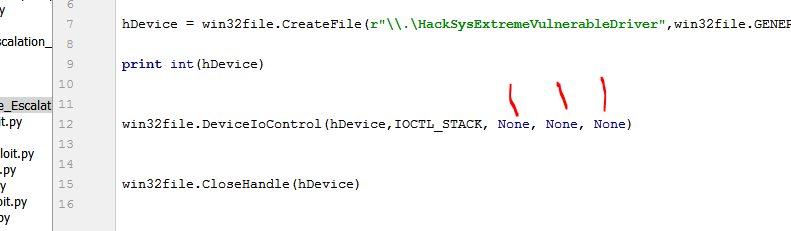 y
calation_
e_Escalat
it.py
loit.py
.py
y
it.py
py
6
7 hDevice = win32file.CreateFile(r"\\.\HackSysExtremeVulnerableDriver",win32file.GENER
8
9 print int(hDevice)
10
11
12 win32file.DeviceIoControl(hDevice,IOCTL_STACK, None, None, None)
13
14
15 win32file.CloseHandle(hDevice)
16